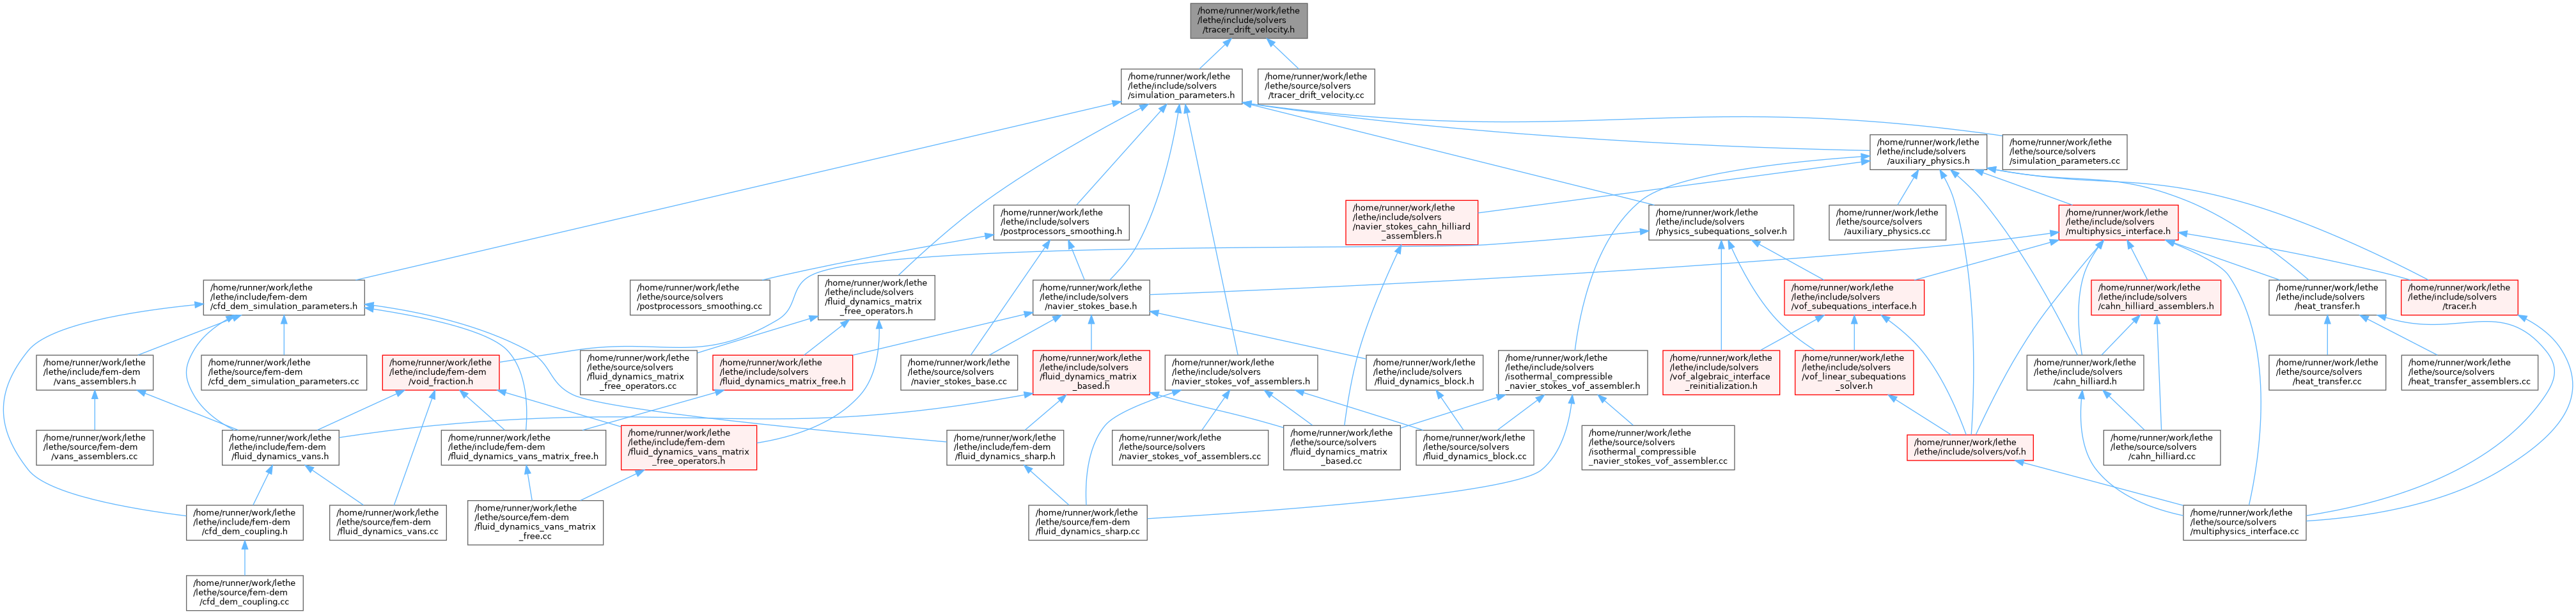 /home/runner/work/lethe
/lethe/include/solvers
/tracer_drift_velocity.h
/home/runner/work/lethe
/lethe/include/solvers
/simulation_parameters.h
/home/runner/work/lethe
/lethe/source/solvers
/tracer_drift_velocity.cc
/home/runner/work/lethe
/lethe/include/solvers
/auxiliary_physics.h
/home/runner/work/lethe
/lethe/source/solvers
/simulation_parameters.cc
/home/runner/work/lethe
/lethe/include/solvers
/postprocessors_smoothing.h
/home/runner/work/lethe
/lethe/include/solvers
/navier_stokes_cahn_hilliard
_assemblers.h
/home/runner/work/lethe
/lethe/include/solvers
/physics_subequations_solver.h
/home/runner/work/lethe
/lethe/source/solvers
/auxiliary_physics.cc
/home/runner/work/lethe
/lethe/include/solvers
/multiphysics_interface.h
/home/runner/work/lethe
/lethe/include/fem-dem
/cfd_dem_simulation_parameters.h
/home/runner/work/lethe
/lethe/source/solvers
/postprocessors_smoothing.cc
/home/runner/work/lethe
/lethe/include/solvers
/fluid_dynamics_matrix
_free_operators.h
/home/runner/work/lethe
/lethe/include/solvers
/navier_stokes_base.h
/home/runner/work/lethe
/lethe/include/solvers
/vof_subequations_interface.h
/home/runner/work/lethe
/lethe/include/solvers
/cahn_hilliard_assemblers.h
/home/runner/work/lethe
/lethe/include/solvers
/heat_transfer.h
/home/runner/work/lethe
/lethe/include/solvers
/tracer.h
/home/runner/work/lethe
/lethe/include/fem-dem
/vans_assemblers.h
/home/runner/work/lethe
/lethe/source/fem-dem
/cfd_dem_simulation_parameters.cc
/home/runner/work/lethe
/lethe/include/fem-dem
/void_fraction.h
/home/runner/work/lethe
/lethe/source/solvers
/fluid_dynamics_matrix
_free_operators.cc
/home/runner/work/lethe
/lethe/include/solvers
/fluid_dynamics_matrix_free.h
/home/runner/work/lethe
/lethe/source/solvers
/navier_stokes_base.cc
/home/runner/work/lethe
/lethe/include/solvers
/fluid_dynamics_matrix
_based.h
/home/runner/work/lethe
/lethe/include/solvers
/navier_stokes_vof_assemblers.h
/home/runner/work/lethe
/lethe/include/solvers
/fluid_dynamics_block.h
/home/runner/work/lethe
/lethe/include/solvers
/isothermal_compressible
_navier_stokes_vof_assembler.h
/home/runner/work/lethe
/lethe/include/solvers
/vof_algebraic_interface
_reinitialization.h
/home/runner/work/lethe
/lethe/include/solvers
/vof_linear_subequations
_solver.h
/home/runner/work/lethe
/lethe/include/solvers
/cahn_hilliard.h
/home/runner/work/lethe
/lethe/source/solvers
/heat_transfer.cc
/home/runner/work/lethe
/lethe/source/solvers
/heat_transfer_assemblers.cc
/home/runner/work/lethe
/lethe/source/fem-dem
/vans_assemblers.cc
/home/runner/work/lethe
/lethe/include/fem-dem
/fluid_dynamics_vans.h
/home/runner/work/lethe
/lethe/include/fem-dem
/fluid_dynamics_vans_matrix_free.h
/home/runner/work/lethe
/lethe/include/fem-dem
/fluid_dynamics_vans_matrix
_free_operators.h
/home/runner/work/lethe
/lethe/include/fem-dem
/fluid_dynamics_sharp.h
/home/runner/work/lethe
/lethe/source/solvers
/navier_stokes_vof_assemblers.cc
/home/runner/work/lethe
/lethe/source/solvers
/fluid_dynamics_matrix
_based.cc
/home/runner/work/lethe
/lethe/source/solvers
/fluid_dynamics_block.cc
/home/runner/work/lethe
/lethe/source/solvers
/isothermal_compressible
_navier_stokes_vof_assembler.cc
/home/runner/work/lethe
/lethe/include/solvers/vof.h
/home/runner/work/lethe
/lethe/source/solvers
/cahn_hilliard.cc
/home/runner/work/lethe
/lethe/include/fem-dem
/cfd_dem_coupling.h
/home/runner/work/lethe
/lethe/source/fem-dem
/fluid_dynamics_vans.cc
/home/runner/work/lethe
/lethe/source/fem-dem
/fluid_dynamics_vans_matrix
_free.cc
/home/runner/work/lethe
/lethe/source/fem-dem
/fluid_dynamics_sharp.cc
/home/runner/work/lethe
/lethe/source/solvers
/multiphysics_interface.cc
/home/runner/work/lethe
/lethe/source/fem-dem
/cfd_dem_coupling.cc